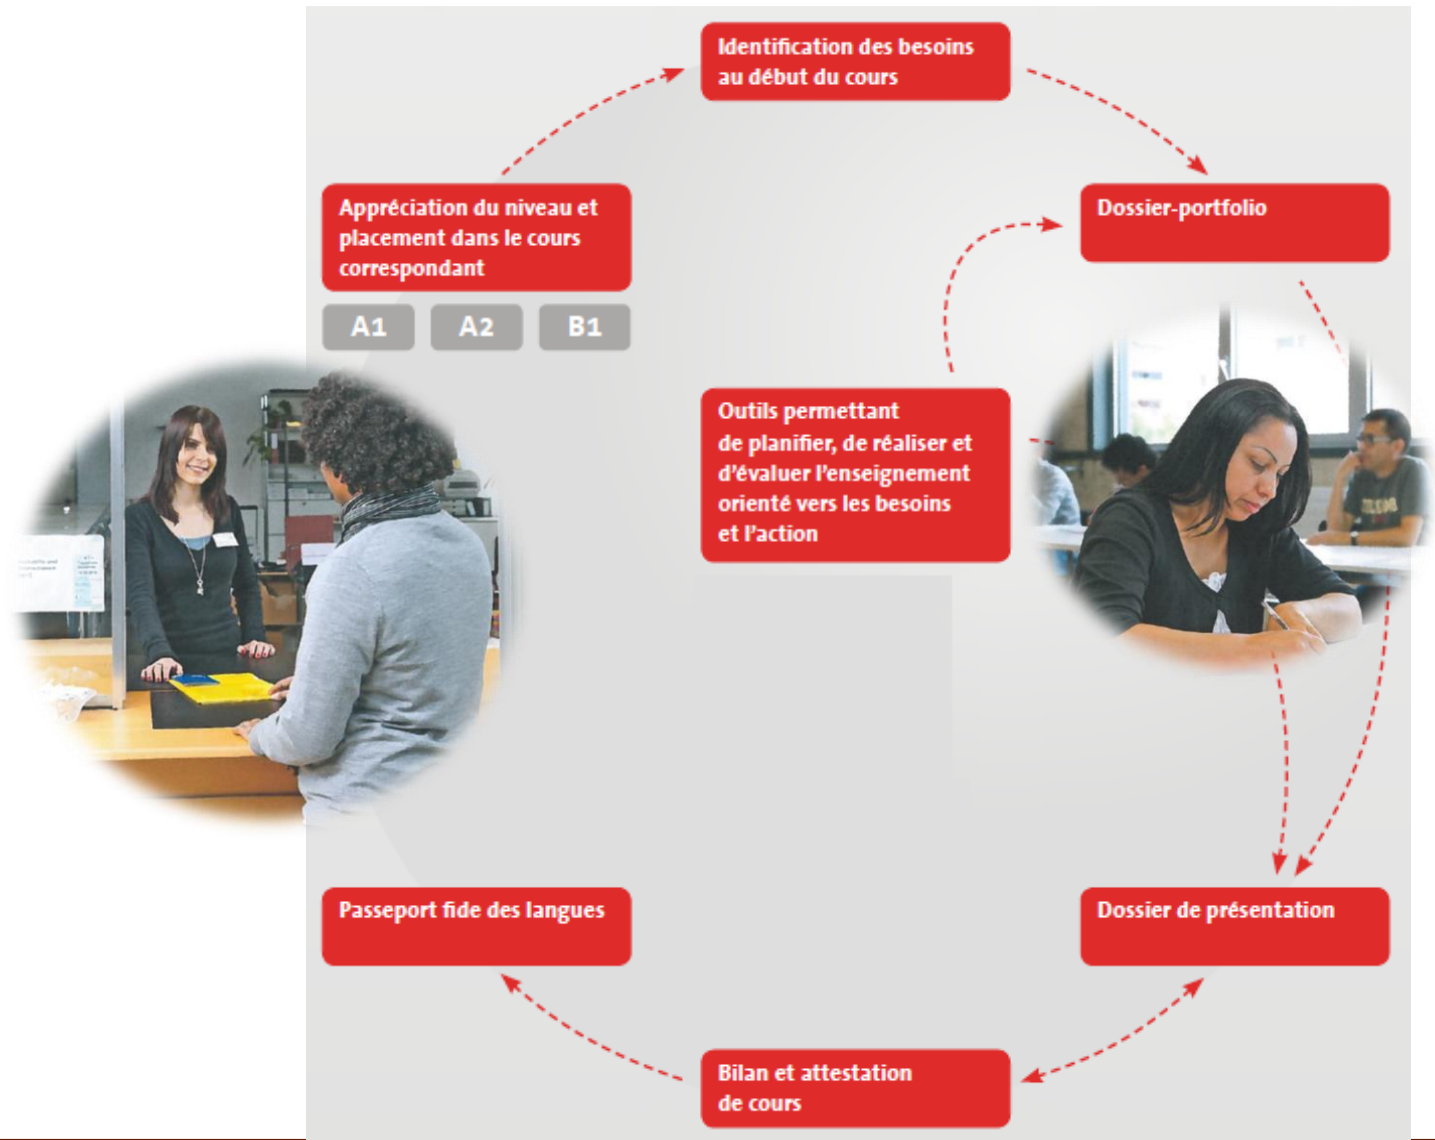 Identification des besoins
au début du cours
Appréciation du niveau et
placement dans le cours
correspondant
A1 A2 B1
Dossier-portfolio
Outils permettant
de planifier, de réaliser et
d'évaluer l'enseignement
orienté vers les besoins
et l'action
Passeport fide des langues
Dossier de présentation
Bilan et attestation
de cours